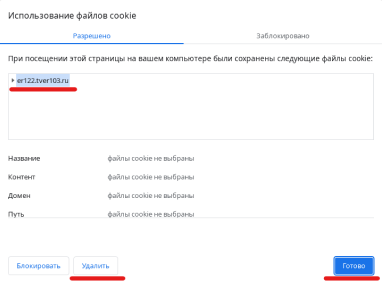 Использование файлов cookie
Разрешено
Заблокировано
При посещении этой страницы на вашем компьютере были сохранены следующие файлы cookie:
er122.tver103.ru
Название файлы cookie не выбраны
Контент файлы cookie не выбраны
Домен файлы cookie не выбраны
Путь файлы cookie не выбраны
Блокировать
Удалить
Готово